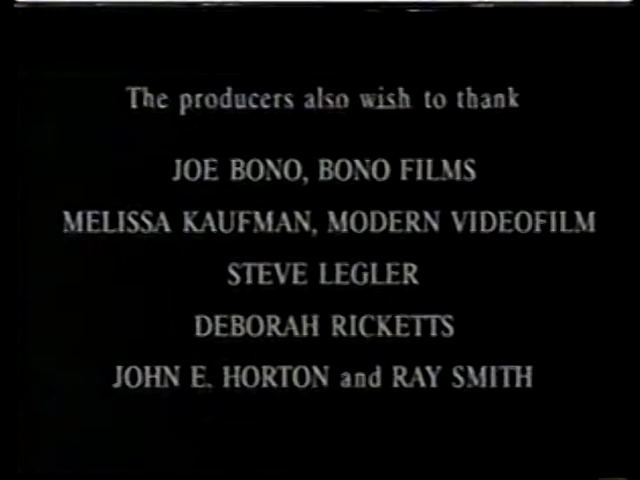 The producers also wish to thank
JOE BONO, BONO FILMS
MELISSA KAUFMAN, MODERN VIDEOFILM
STEVE LEGLER
DEBORAH RICKETTS
JOHN E. HORTON and RAY SMITH